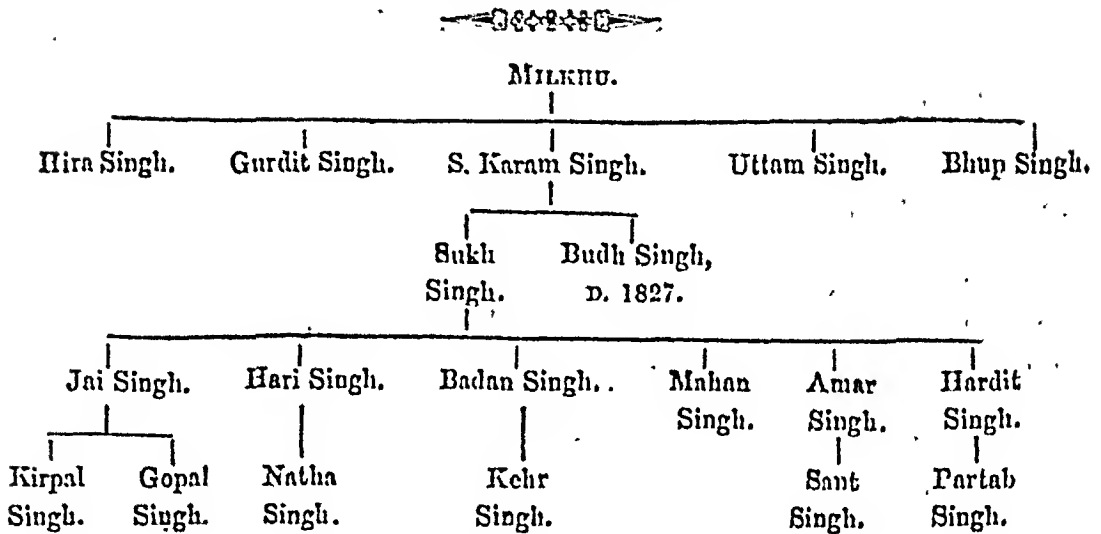 MILKHU.
Hira Singh. Gurdit Singh. S. Karam Singh. Uttam Singh. Bhup Singh.
Sukh Budh Singh,
Singh. D. 1827.
Jai Singh. Hari Singh. Badan Singh. Mahan Amar Hardit
Singh. Singh. Singh.
Kirpal Gopal Natha Kehr Sant Partab
Singh. Singh. Singh. Singh. Singh. Singh.